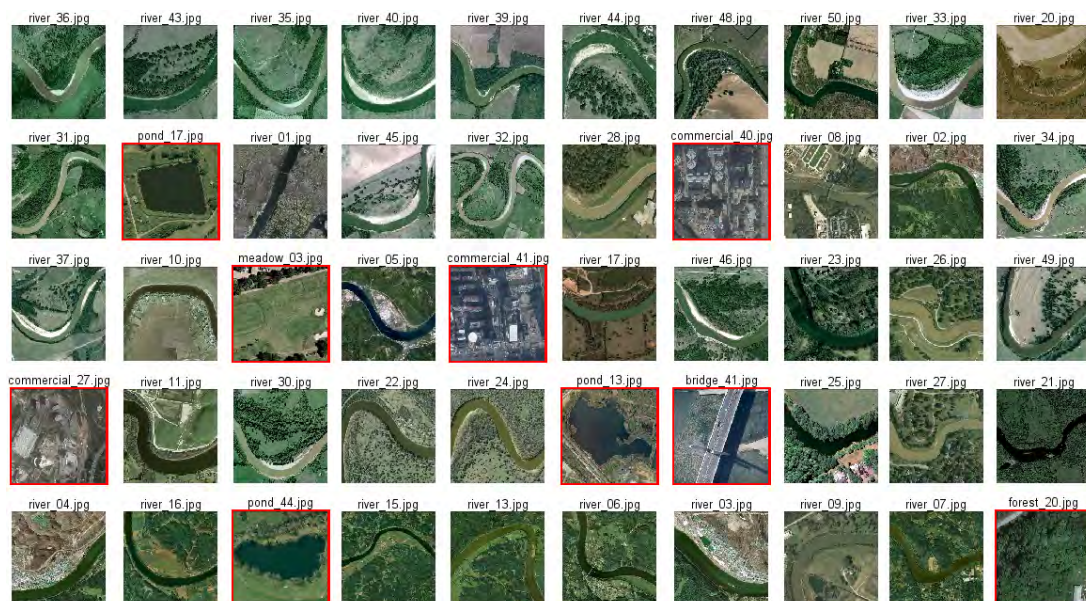 river_36.jpg river_43.jpg river_35.jpg river_40.jpg river_39.jpg river_44.jpg river_48.jpg river_50.jpg river_33.jpg river_20.jpg
river_31.jpg pond_17.jpg river_01.jpg river_45.jpg river_32.jpg river_28.jpg commercial_40.jpg river_08.jpg river_02.jpg river_34.jpg
river_37.jpg river_10.jpg meadow_03.jpg river_05.jpg commercial_41.jpg river_17.jpg river_46.jpg river_23.jpg river_26.jpg river_49.jpg
commercial_27.jpg river_11.jpg river_30.jpg river_22.jpg river_24.jpg pond_13.jpg bridge_41.jpg river_25.jpg river_27.jpg river_21.jpg
river_04.jpg river_16.jpg pond_44.jpg river_15.jpg river_13.jpg river_06.jpg river_03.jpg river_09.jpg river_07.jpg forest_20.jpg